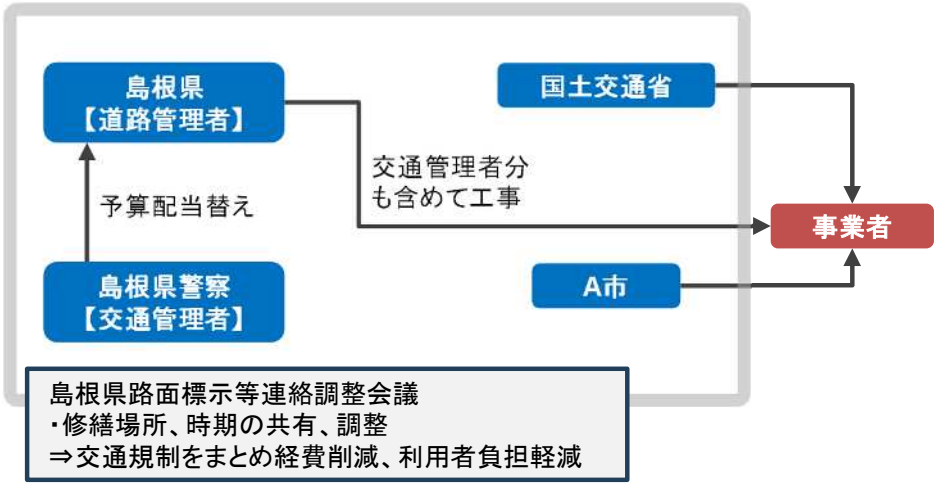 島根県
【道路管理者】
国土交通省
交通管理者分
も含めて工事
予算配当替え
事業者
島根県警察
【交通管理者】
A市
島根県路面標示等連絡調整会議
・修繕場所、時期の共有、調整
⇒交通規制をまとめ経費削減、利用者負担軽減